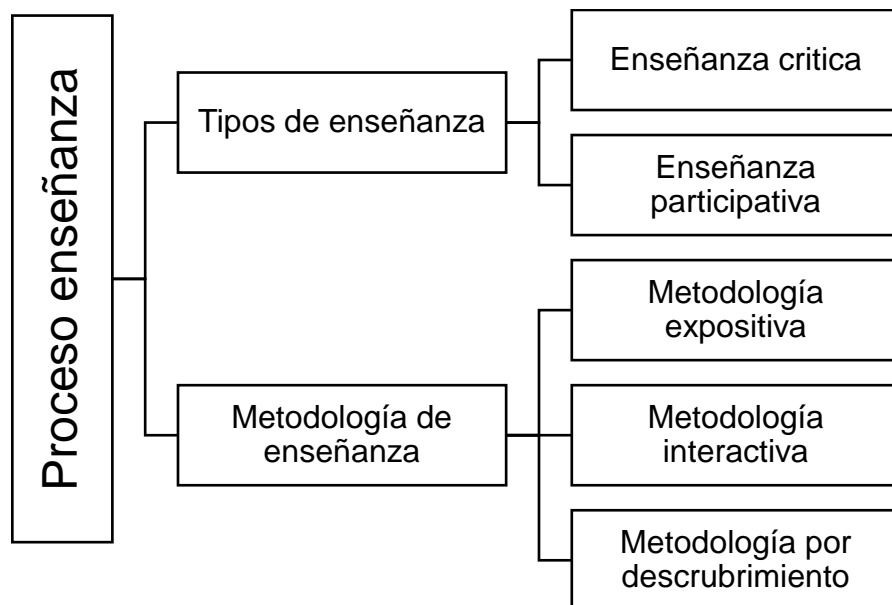 Proceso enseñanza
Tipos de enseñanza
Enseñanza critica
Enseñanza
participativa
Metodología de
enseñanza
Metodología
expositiva
Metodología
interactiva
Metodología por
descrubrimiento